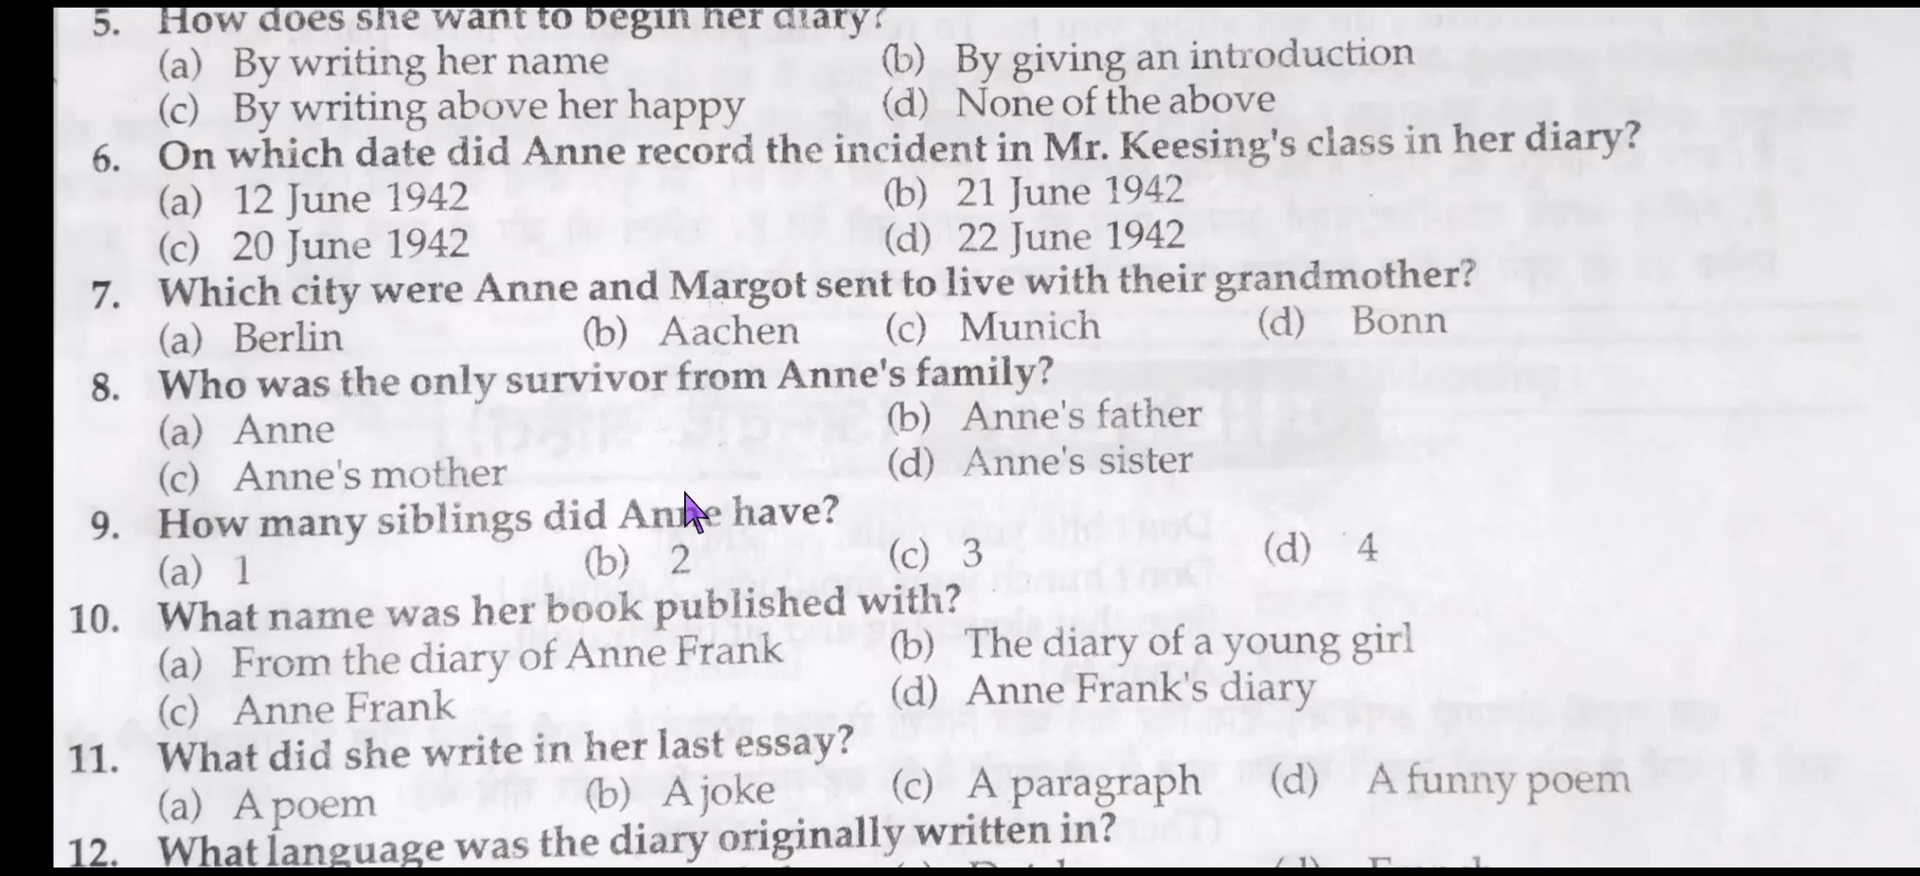 5. How does she want to begin her diary?
(a) By writing her name (b) By giving an introduction
(c) By writing above her happy (d) None of the above
6. On which date did Anne record the incident in Mr. Keesing's class in her diary?
(a) 12 June 1942 (b) 21 June 1942
(c) 20 June 1942 (d) 22 June 1942
7. Which city were Anne and Margot sent to live with their grandmother?
(a) Berlin (b) Aachen (c) Munich (d) Bonn
8. Who was the only survivor from Anne's family?
(a) Anne (b) Anne's father
(c) Anne's mother (d) Anne's sister
9. How many siblings did Anne have?
(a) 1 (b) 2 (c) 3 (d) 4
10. What name was her book published with?
(a) From the diary of Anne Frank (b) The diary of a young girl
(c) Anne Frank (d) Anne Frank's diary
11. What did she write in her last essay?
(a) A poem (b) A joke (c) A paragraph (d) A funny poem
12. What language was the diary originally written in?